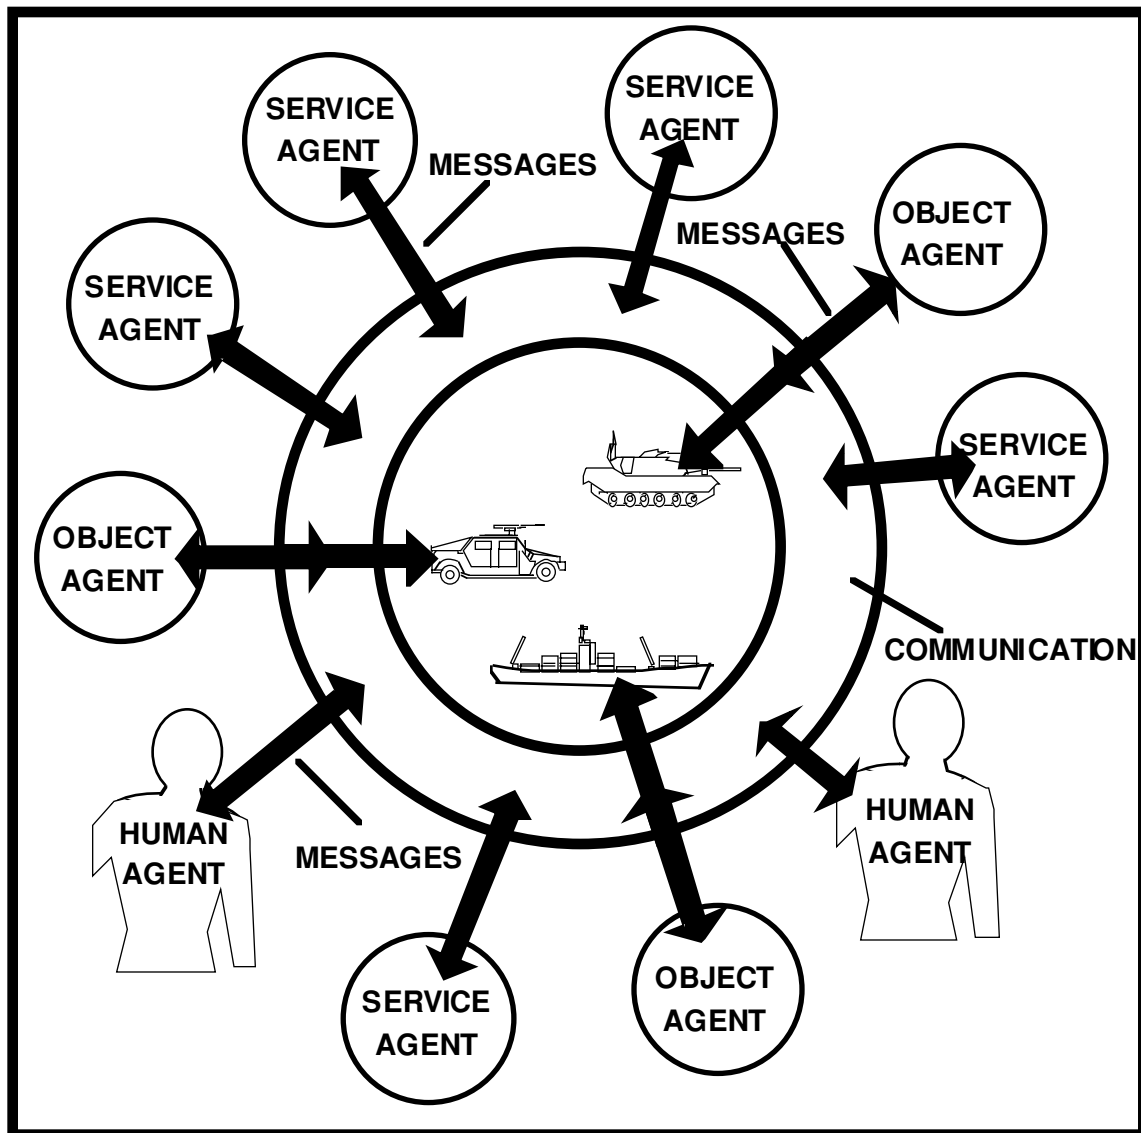 SERVICE
AGENT
SERVICE
AGENT
MESSAGES
OBJECT
AGENT
MESSAGES
SERVICE
AGENT
SERVICE
AGENT
OBJECT
AGENT
COMMUNICATION
HUMAN
AGENT
HUMAN
AGENT
MESSAGES
SERVICE
AGENT
OBJECT
AGENT